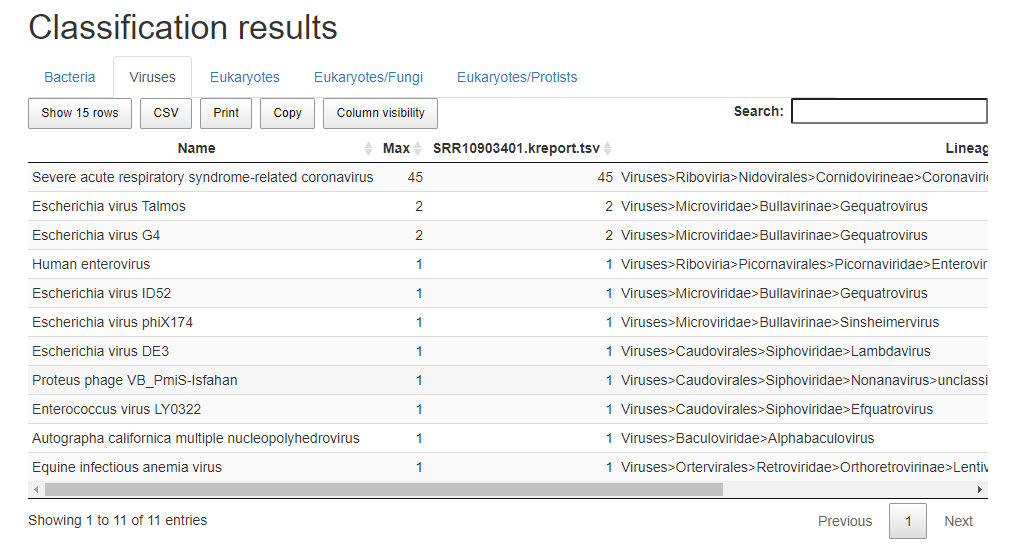 Classification results
Bacteria Viruses Eukaryotes Eukaryotes/Fungi Eukaryotes/Protists
Show 15 rows CSV Print Copy Column visibility Search:
Name Max SRR10903401.kreport.tsv Lineag
Severe acute respiratory syndrome-related coronavirus 45 45 Viruses>Riboviria>Nidovirales>Cornidovirineae>Coronaviric
Escherichia virus Talmos 2 2 Viruses>Microviridae>Bullavirinae>Gequatrovirus
Escherichia virus G4 2 2 Viruses>Microviridae>Bullavirinae>Gequatrovirus
Human enterovirus 1 1 Viruses>Riboviria>Picornavirales>Picornaviridae>Enterovir
Escherichia virus ID52 1 1 Viruses>Microviridae>Bullavirinae>Gequatrovirus
Escherichia virus phiX174 1 1 Viruses>Microviridae>Bullavirinae>Sinsheimervirus
Escherichia virus DE3 1 1 Viruses>Caudovirales>Siphoviridae>Lambdavirus
Proteus phage VB_PmiS-Isfahan 1 1 Viruses>Caudovirales>Siphoviridae>Nonanavirus>unclassi
Enterococcus virus LY0322 1 1 Viruses>Caudovirales>Siphoviridae>Efquatrovirus
Autographa californica multiple nucleopolyhedrovirus 1 1 Viruses>Baculoviridae>Alphabaculovirus
Equine infectious anemia virus 1 1 Viruses>Ortervirales>Retroviridae>Orthoretrovirinae>Lentiv
Showing 1 to 11 of 11 entries Previous 1 Next